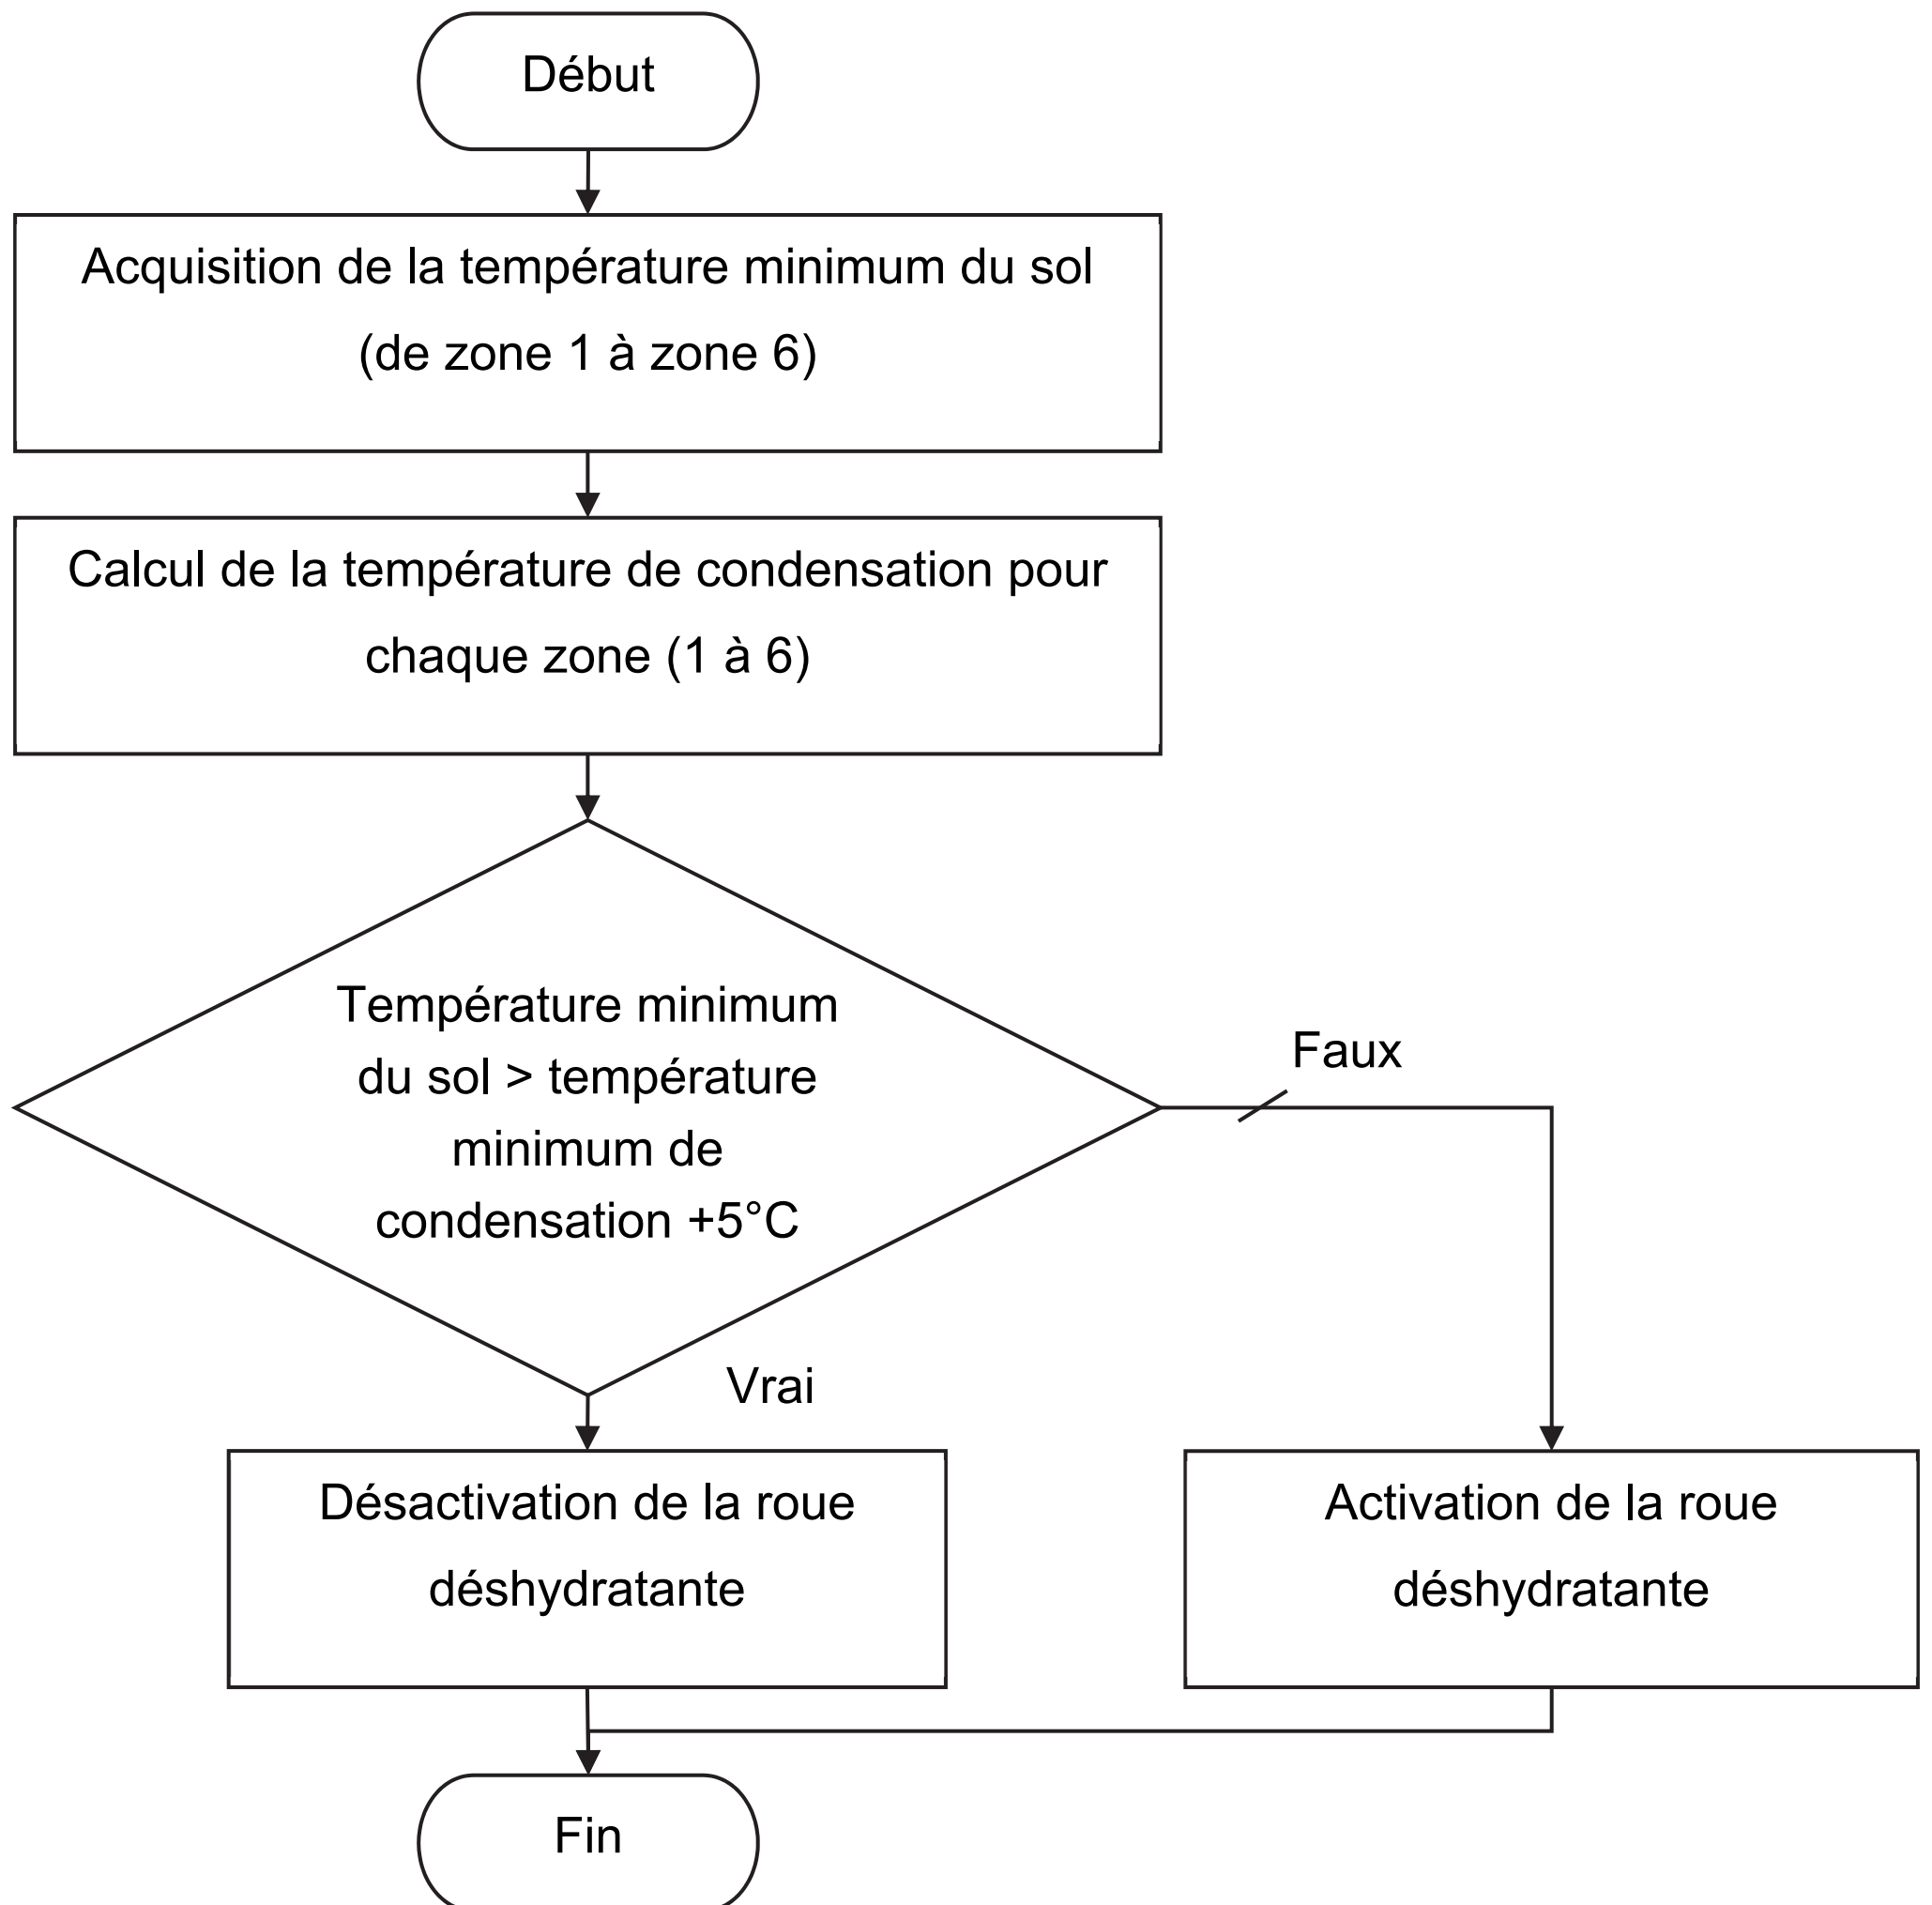 Début
Acquisition de la température minimum du sol
(de zone 1 à zone 6)
Calcul de la température de condensation pour
chaque zone (1 à 6)
Température minimum
du sol > température
minimum de
condensation +5°C
Faux
Vrai
Désactivation de la roue
déshydratante
Activation de la roue
déshydratante
Fin